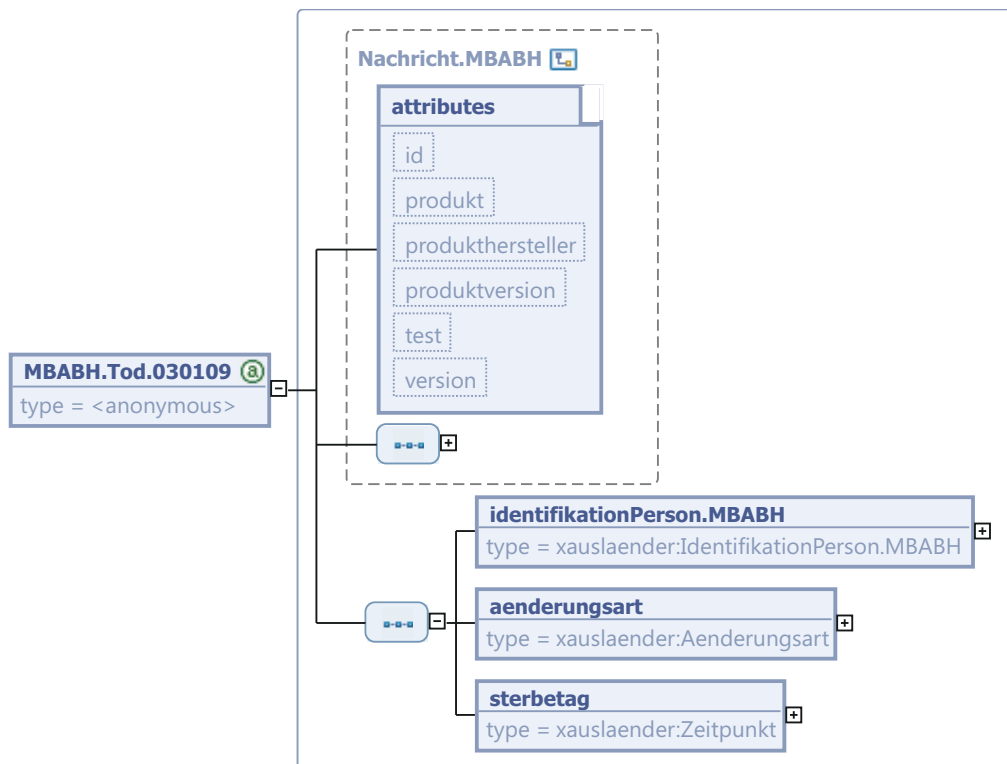 Nachricht.MBABH
attributes
id
produkt
produkthersteller
produktversion
test
version
MBABH.Tod.030109 a
type = <anonymous>
identifikationPerson.MBABH
type = xauslaender:IdentifikationPerson.MBABH
aenderungsart
type = xauslaender:Aenderungsart
sterbetag
type = xauslaender:Zeitpunkt